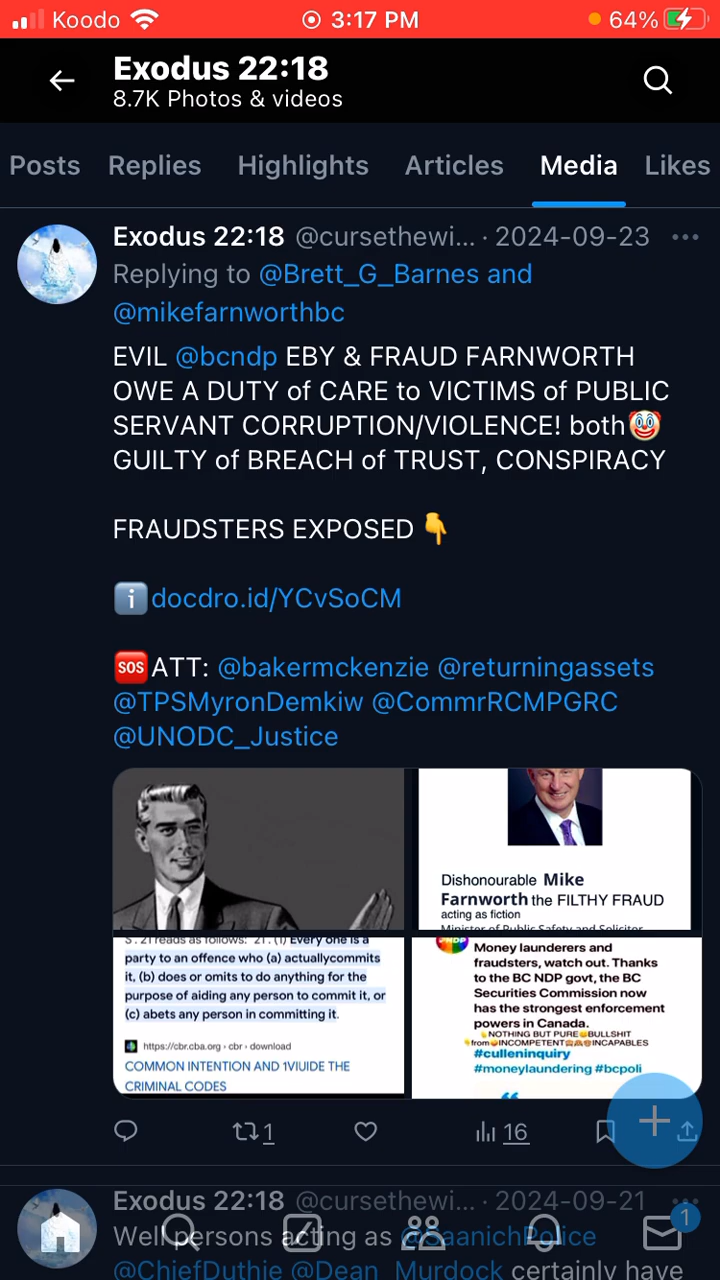 Koodo
3:17 PM
64%
Exodus 22:18
8.7K Photos & videos
Posts Replies Highlights Articles Media Likes
Exodus 22:18 @cursethewi... · 2024-09-23
Replying to @Brett_G_Barnes and
@mikefarnworthbc
EVIL @bcndp EBY & FRAUD FARNWORTH
OWE A DUTY of CARE to VICTIMS of PUBLIC
SERVANT CORRUPTION/VIOLENCE! both🤡
GUILTY of BREACH of TRUST, CONSPIRACY
FRAUDSTERS EXPOSED 👇
ℹ️docdro.id/YCvSoCM
🆘ATT: @bakermckenzie @returningassets
@TPSMyronDemkiw @CommrRCMPGRC
@UNODC_Justice
Dishonourable Mike
Farnworth the FILTHY FRAUD
acting as fiction
Minister of Public Safety and Solicitor
S. 21 reads as follows: "21. (1) Every one is a
party to an offence who (a) actuallycommits
it, (b) does or omits to do anything for the
purpose of aiding any person to commit it, or
(c) abets any person in committing it.
https://cbr.cba.org › cbr › download
COMMON INTENTION AND 1VIUIDE THE
CRIMINAL CODES
Money launderers and
fraudsters, watch out. Thanks
to the BC NDP govt, the BC
Securities Commission now
has the strongest enforcement
powers in Canada.
NOTHING BUT PURE BULLSHIT
from INCOMPETENT INCAPABLES
#culleninquiry
#moneylaundering #bcpoli
1
16
Exodus 22:18 @cursethewi... · 2024-09-21
Well persons acting as @SaanichPolice
@ChiefDuthie @Dean_Murdock certainly have
1